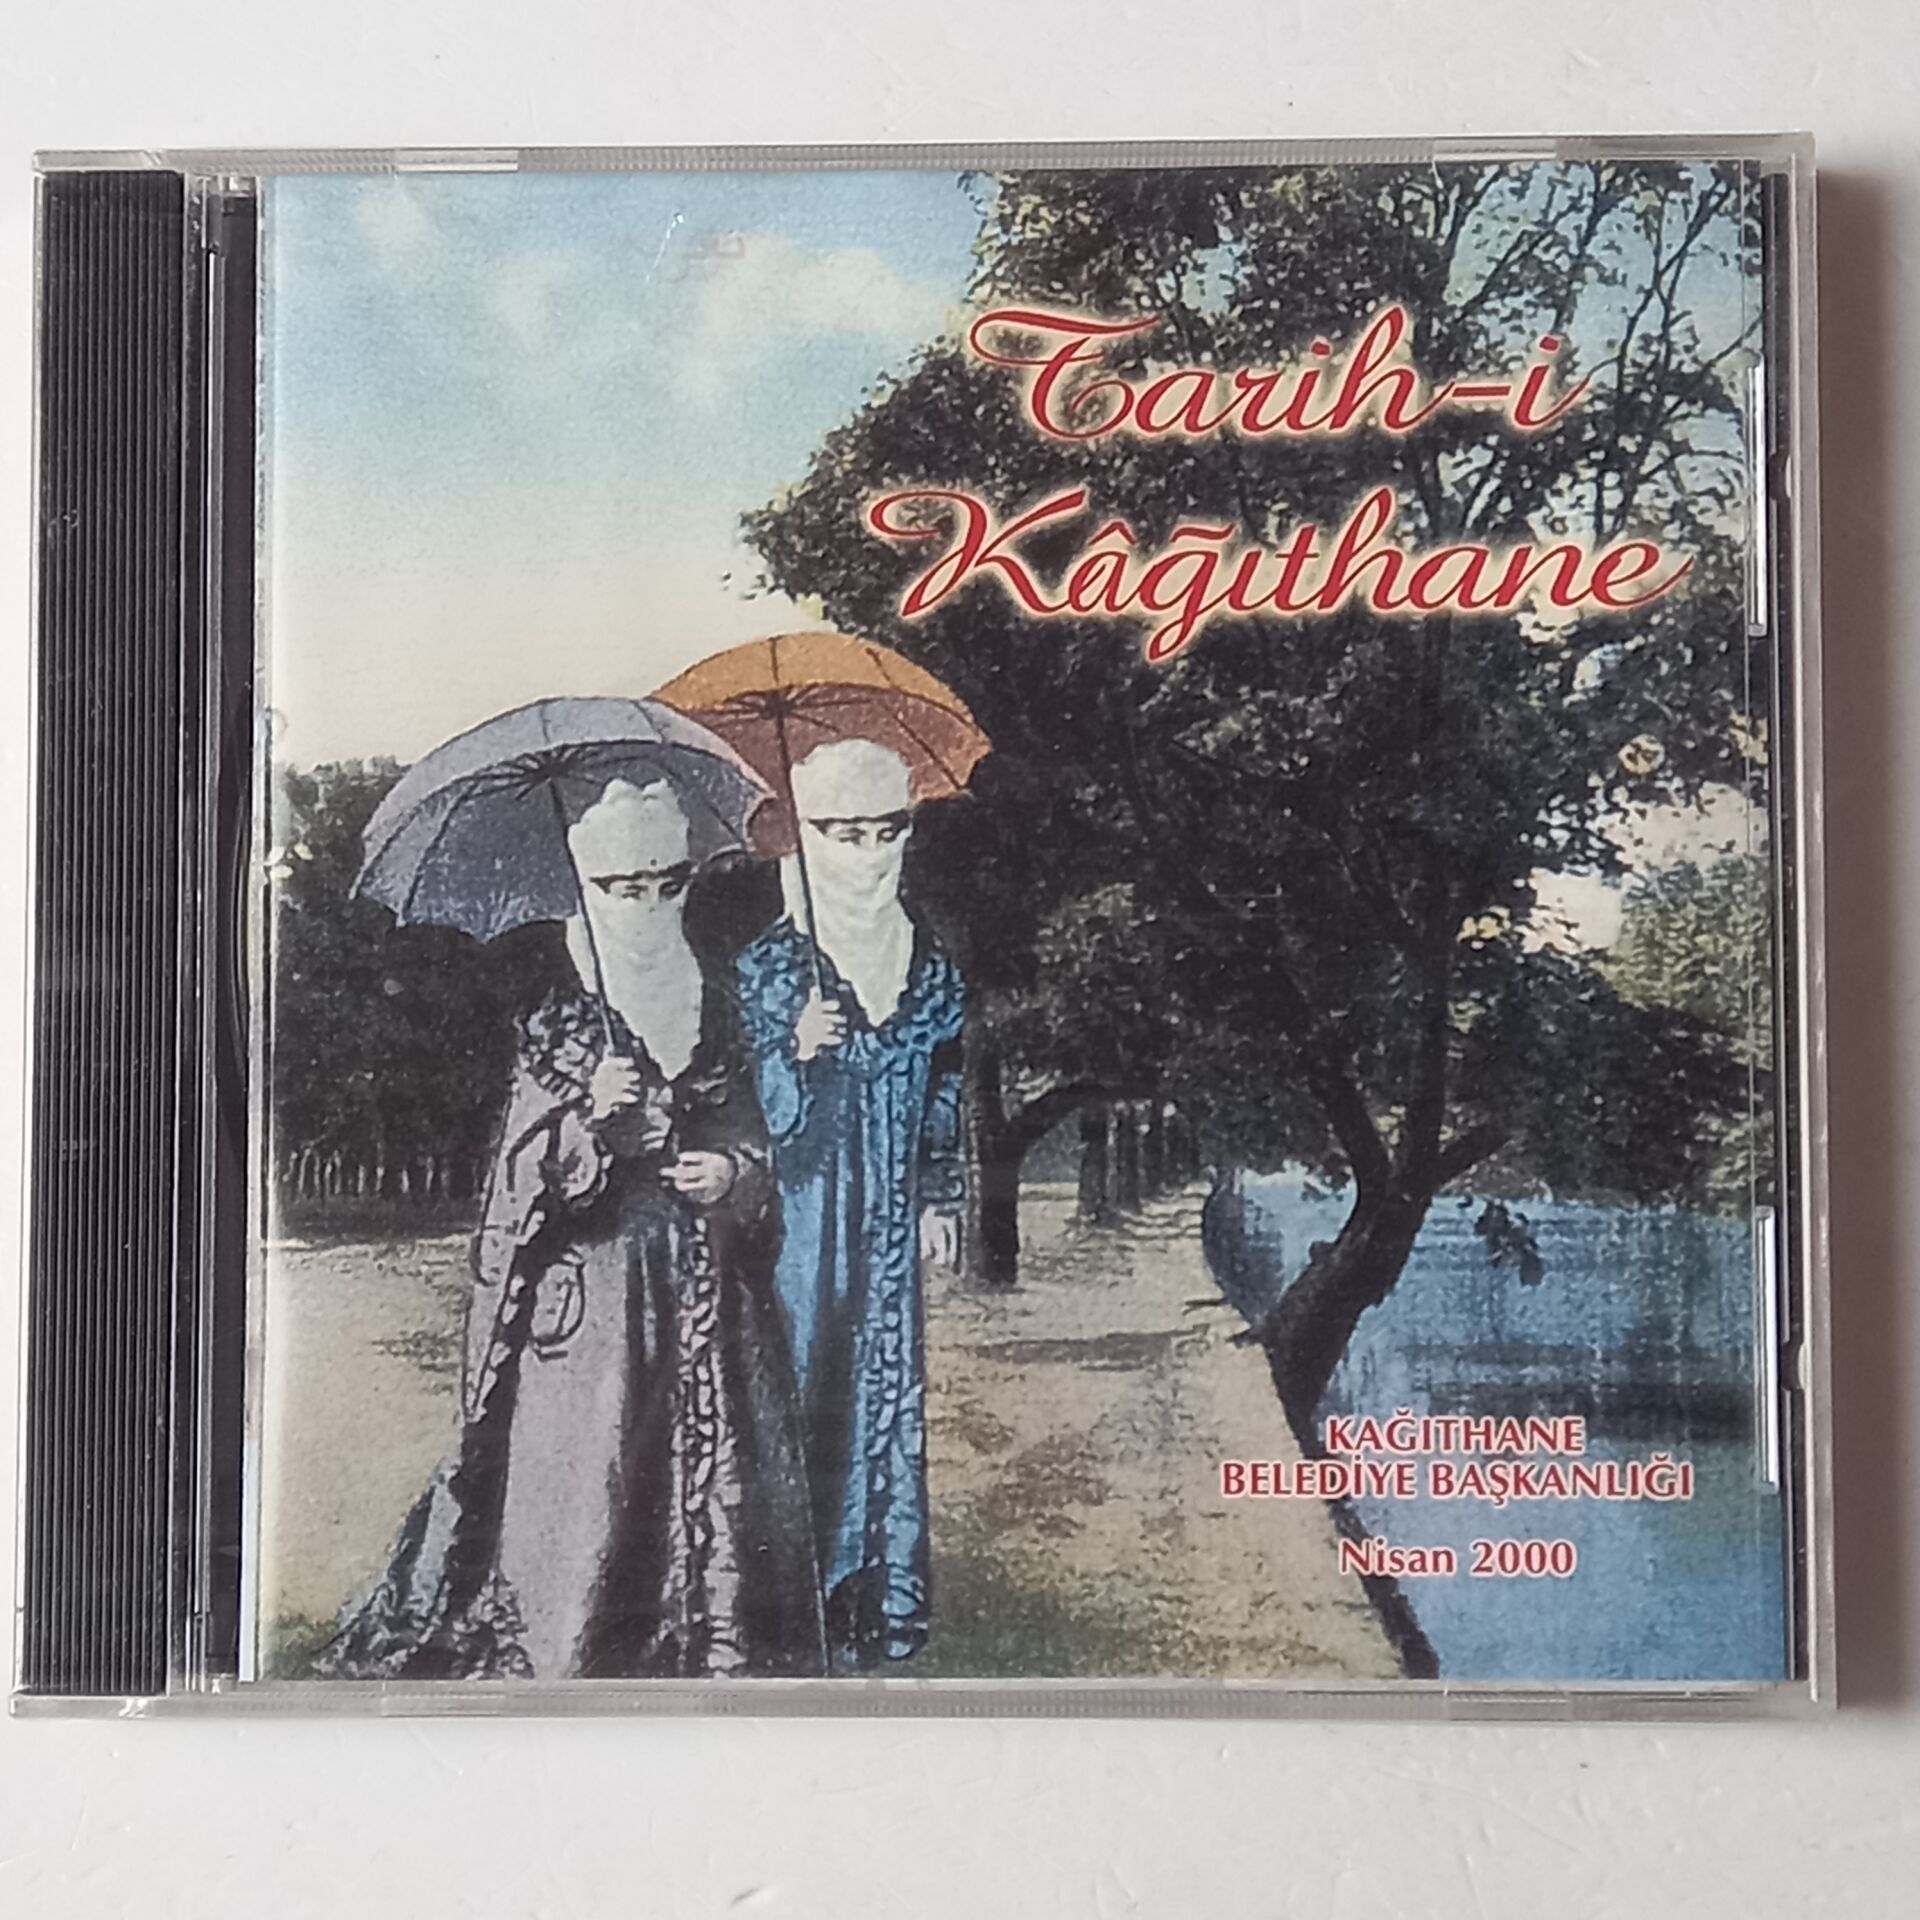 Tarih-i
Kâğıthane
KAĞITHANE
BELEDİYE BAŞKANLIĞI
Nisan 2000